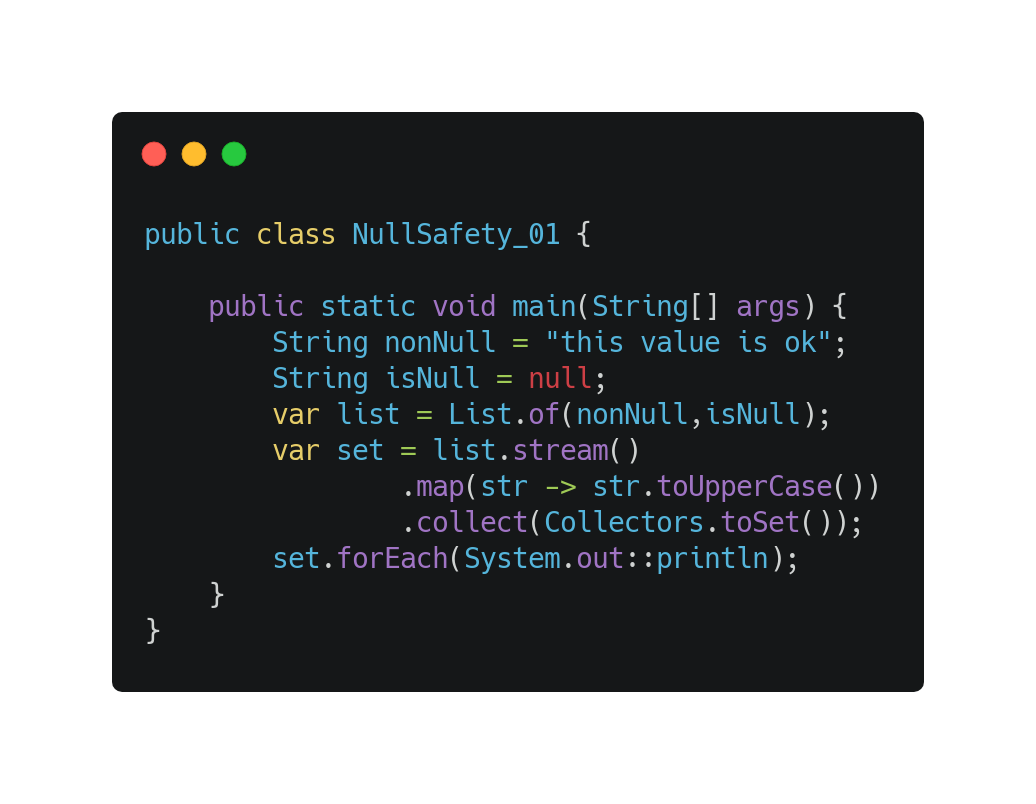 public class NullSafety_01 {
public static void main(String[] args) {
String nonNull = "this value is ok";
String isNull = null;
var list = List.of(nonNull,isNull);
var set = list.stream()
.map(str -> str.toUpperCase())
.collect(Collectors.toSet());
set.forEach(System.out::println);
}
}